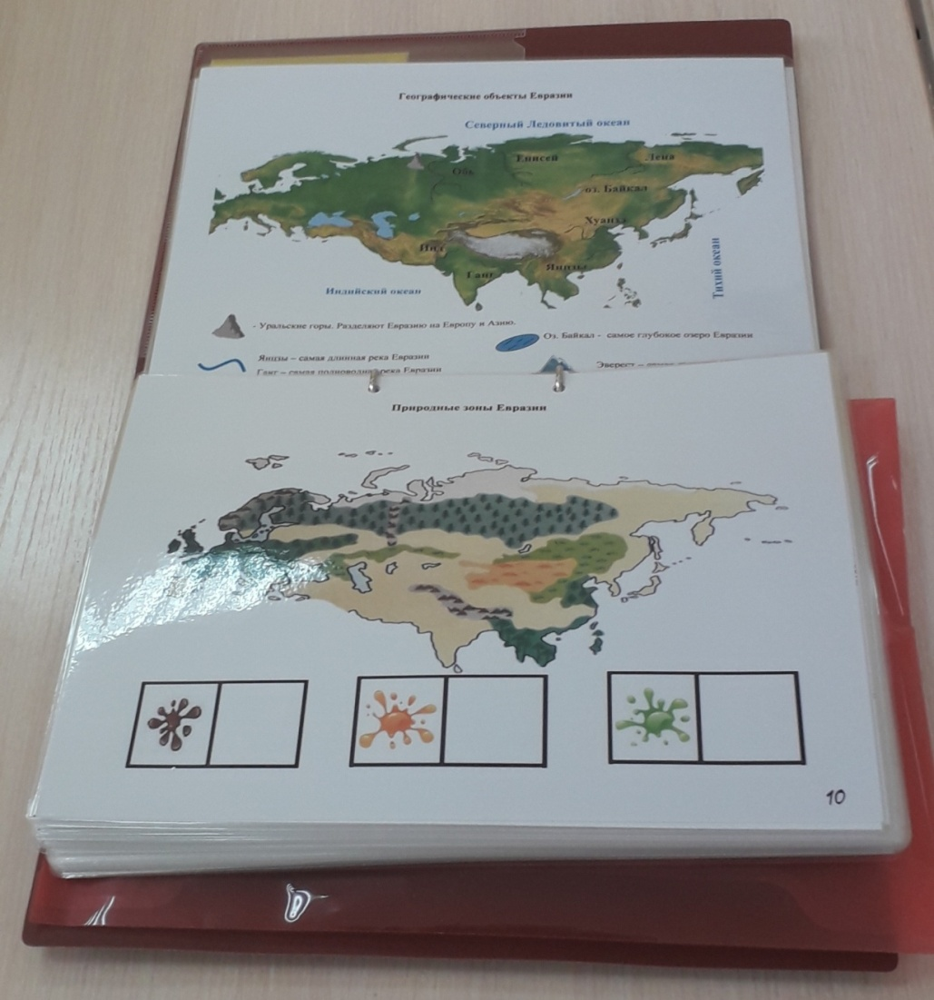 Географические объекты Евразии
Северный Ледовитый океан
Обь
Енисей
Лена
оз. Байкал
Хуанхэ
Инд
Ганг
Янцзы
Тихий океан
Индийский океан
- Уральские горы. Разделяют Евразию на Европу и Азию.
Оз. Байкал - самое глубокое озеро Евразии
Янцзы – самая длинная река Евразии
Ганг – самая полноводная река Евразии
Эверест –
Природные зоны Евразии
10